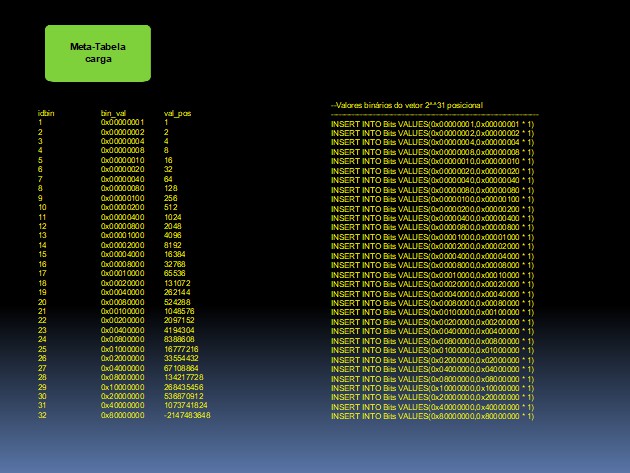 Meta-Tabela
carga
idbin bin_val val_pos
1 0x00000001 1
2 0x00000002 2
3 0x00000004 4
4 0x00000008 8
5 0x00000010 16
6 0x00000020 32
7 0x00000040 64
8 0x00000080 128
9 0x00000100 256
10 0x00000200 512
11 0x00000400 1024
12 0x00000800 2048
13 0x00001000 4096
14 0x00002000 8192
15 0x00004000 16384
16 0x00008000 32768
17 0x00010000 65536
18 0x00020000 131072
19 0x00040000 262144
20 0x00080000 524288
21 0x00100000 1048576
22 0x00200000 2097152
23 0x00400000 4194304
24 0x00800000 8388608
25 0x01000000 16777216
26 0x02000000 33554432
27 0x04000000 67108864
28 0x08000000 134217728
29 0x10000000 268435456
30 0x20000000 536870912
31 0x40000000 1073741824
32 0x80000000 -2147483648
--Valores binários do vetor 2^^31 posicional
INSERT INTO Bits VALUES(0x00000001,0x00000001 * 1)
INSERT INTO Bits VALUES(0x00000002,0x00000002 * 1)
INSERT INTO Bits VALUES(0x00000004,0x00000004 * 1)
INSERT INTO Bits VALUES(0x00000008,0x00000008 * 1)
INSERT INTO Bits VALUES(0x00000010,0x00000010 * 1)
INSERT INTO Bits VALUES(0x00000020,0x00000020 * 1)
INSERT INTO Bits VALUES(0x00000040,0x00000040 * 1)
INSERT INTO Bits VALUES(0x00000080,0x00000080 * 1)
INSERT INTO Bits VALUES(0x00000100,0x00000100 * 1)
INSERT INTO Bits VALUES(0x00000200,0x00000200 * 1)
INSERT INTO Bits VALUES(0x00000400,0x00000400 * 1)
INSERT INTO Bits VALUES(0x00000800,0x00000800 * 1)
INSERT INTO Bits VALUES(0x00001000,0x00001000 * 1)
INSERT INTO Bits VALUES(0x00002000,0x00002000 * 1)
INSERT INTO Bits VALUES(0x00004000,0x00004000 * 1)
INSERT INTO Bits VALUES(0x00008000,0x00008000 * 1)
INSERT INTO Bits VALUES(0x00010000,0x00010000 * 1)
INSERT INTO Bits VALUES(0x00020000,0x00020000 * 1)
INSERT INTO Bits VALUES(0x00040000,0x00040000 * 1)
INSERT INTO Bits VALUES(0x00080000,0x00080000 * 1)
INSERT INTO Bits VALUES(0x00100000,0x00100000 * 1)
INSERT INTO Bits VALUES(0x00200000,0x00200000 * 1)
INSERT INTO Bits VALUES(0x00400000,0x00400000 * 1)
INSERT INTO Bits VALUES(0x00800000,0x00800000 * 1)
INSERT INTO Bits VALUES(0x01000000,0x01000000 * 1)
INSERT INTO Bits VALUES(0x02000000,0x02000000 * 1)
INSERT INTO Bits VALUES(0x04000000,0x04000000 * 1)
INSERT INTO Bits VALUES(0x08000000,0x08000000 * 1)
INSERT INTO Bits VALUES(0x10000000,0x10000000 * 1)
INSERT INTO Bits VALUES(0x20000000,0x20000000 * 1)
INSERT INTO Bits VALUES(0x40000000,0x40000000 * 1)
INSERT INTO Bits VALUES(0x80000000,0x80000000 * 1)